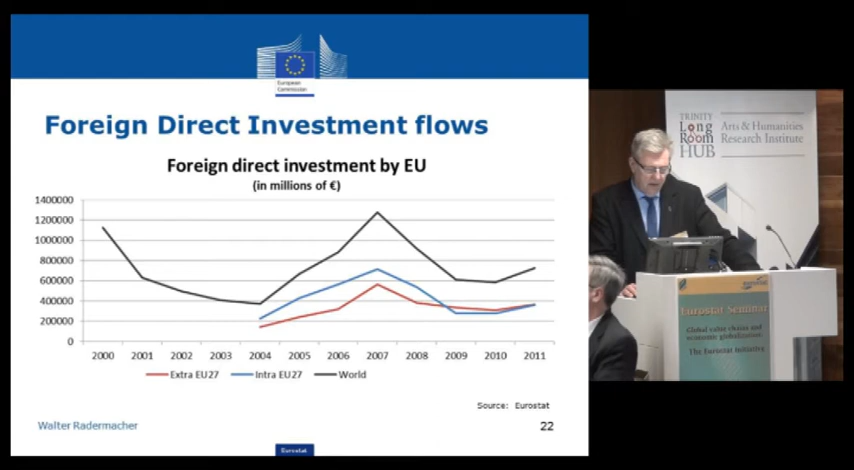 European
Commission
Foreign Direct Investment flows
Foreign direct investment by EU
(in millions of €)
1400000
1200000
1000000
800000
600000
400000
200000
0
2000 2001 2002 2003 2004 2005 2006 2007 2008 2009 2010 2011
Extra EU27 Intra EU27 World
Source: Eurostat
Walter Radermacher
22
Eurostat
TRINITY
LONG
ROOM
HUB
Arts & Humanities
Research Institute
eurostat
Eurostat Seminar
Global value chains and
economic globalization:
The Eurostat Initiative